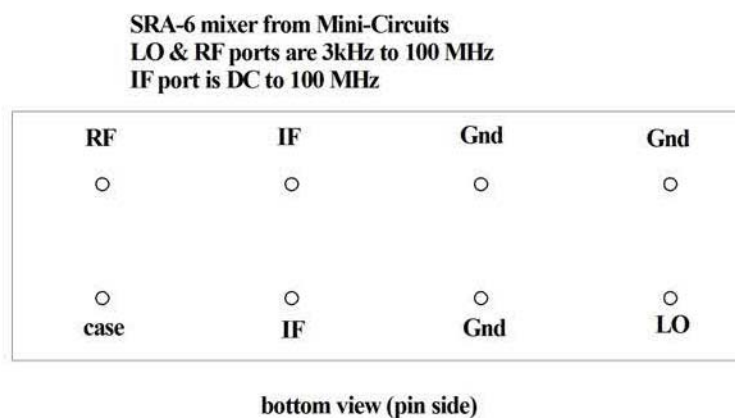 SRA-6 mixer from Mini-Circuits
LO & RF ports are 3kHz to 100 MHz
IF port is DC to 100 MHz
RF IF Gnd Gnd
case IF Gnd LO
bottom view (pin side)